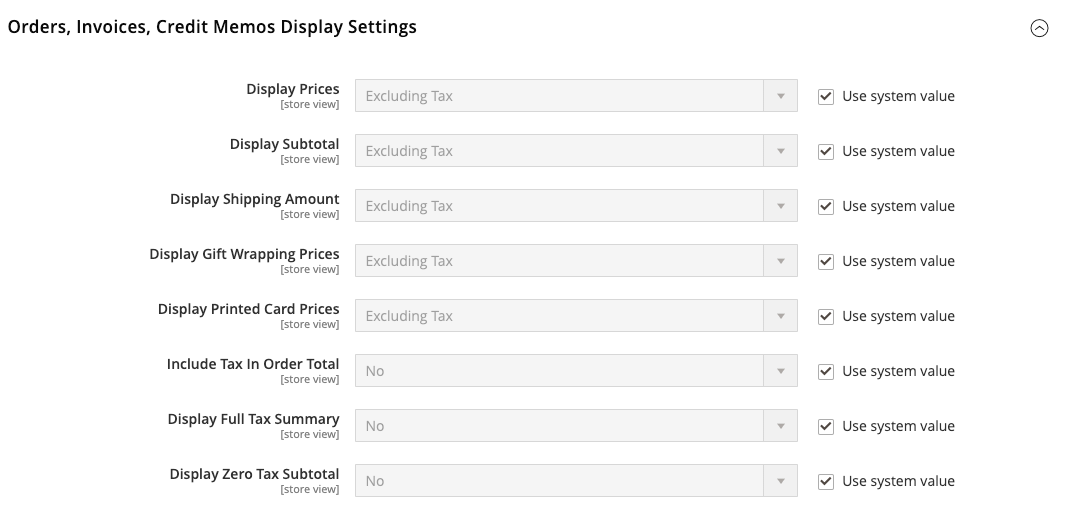 Orders, Invoices, Credit Memos Display Settings
Display Prices
[store view]
Excluding Tax
Use system value
Display Subtotal
[store view]
Excluding Tax
Use system value
Display Shipping Amount
[store view]
Excluding Tax
Use system value
Display Gift Wrapping Prices
[store view]
Excluding Tax
Use system value
Display Printed Card Prices
[store view]
Excluding Tax
Use system value
Include Tax In Order Total
[store view]
No
Use system value
Display Full Tax Summary
[store view]
No
Use system value
Display Zero Tax Subtotal
[store view]
No
Use system value